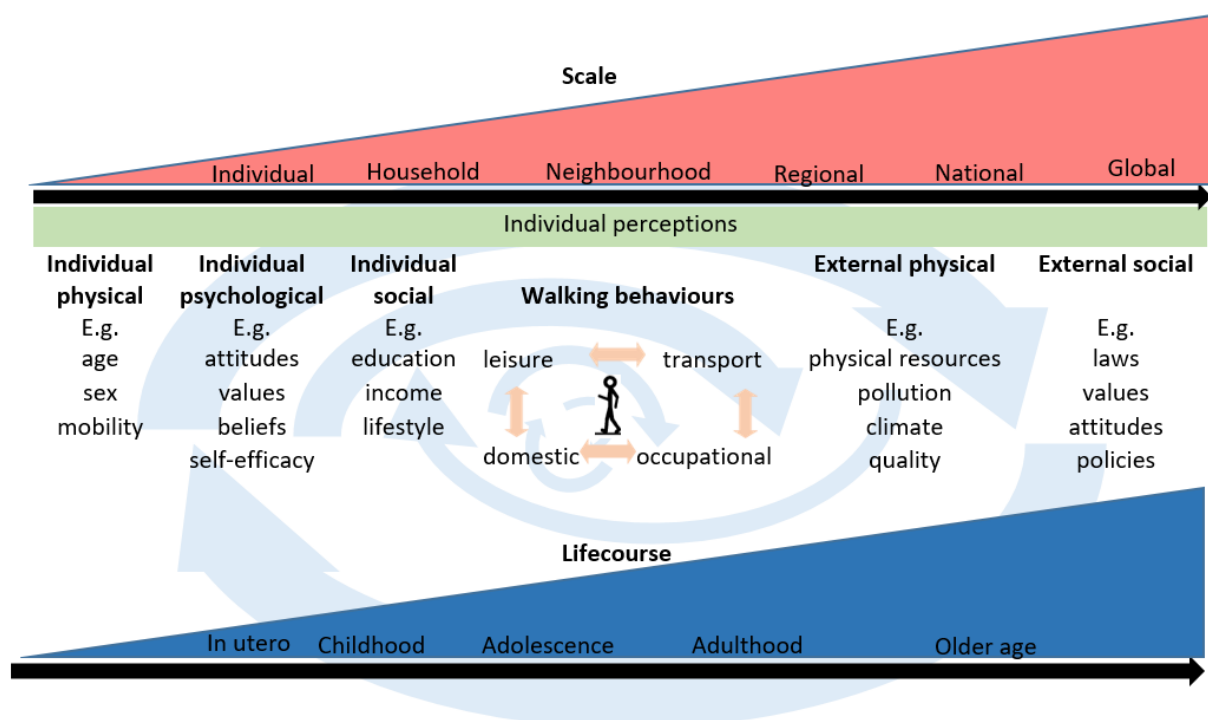 Scale
Individual Household Neighbourhood Regional National Global
Individual perceptions
Individual physical
E.g.
age
sex
mobility
Individual psychological
E.g.
attitudes
values
beliefs
self-efficacy
Individual social
E.g.
education
income
lifestyle
Walking behaviours
leisure transport
domestic occupational
External physical
E.g.
physical resources
pollution
climate
quality
External social
E.g.
laws
values
attitudes
policies
Lifecourse
In utero Childhood Adolescence Adulthood Older age